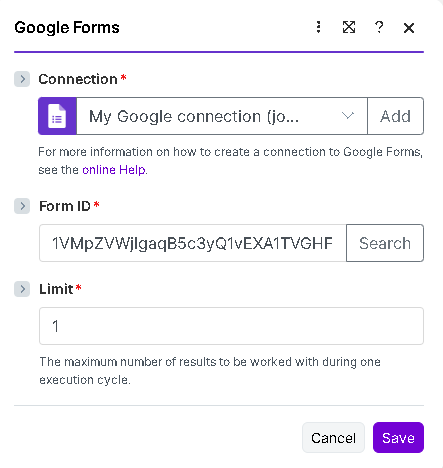 Google Forms
Connection *
My Google connection (jo...
Add
For more information on how to create a connection to Google Forms,
see the online Help.
Form ID *
1VMpZVWjlgaqB5c3yQ1vEXA1TVGHF
Search
Limit *
1
The maximum number of results to be worked with during one
execution cycle.
Cancel
Save